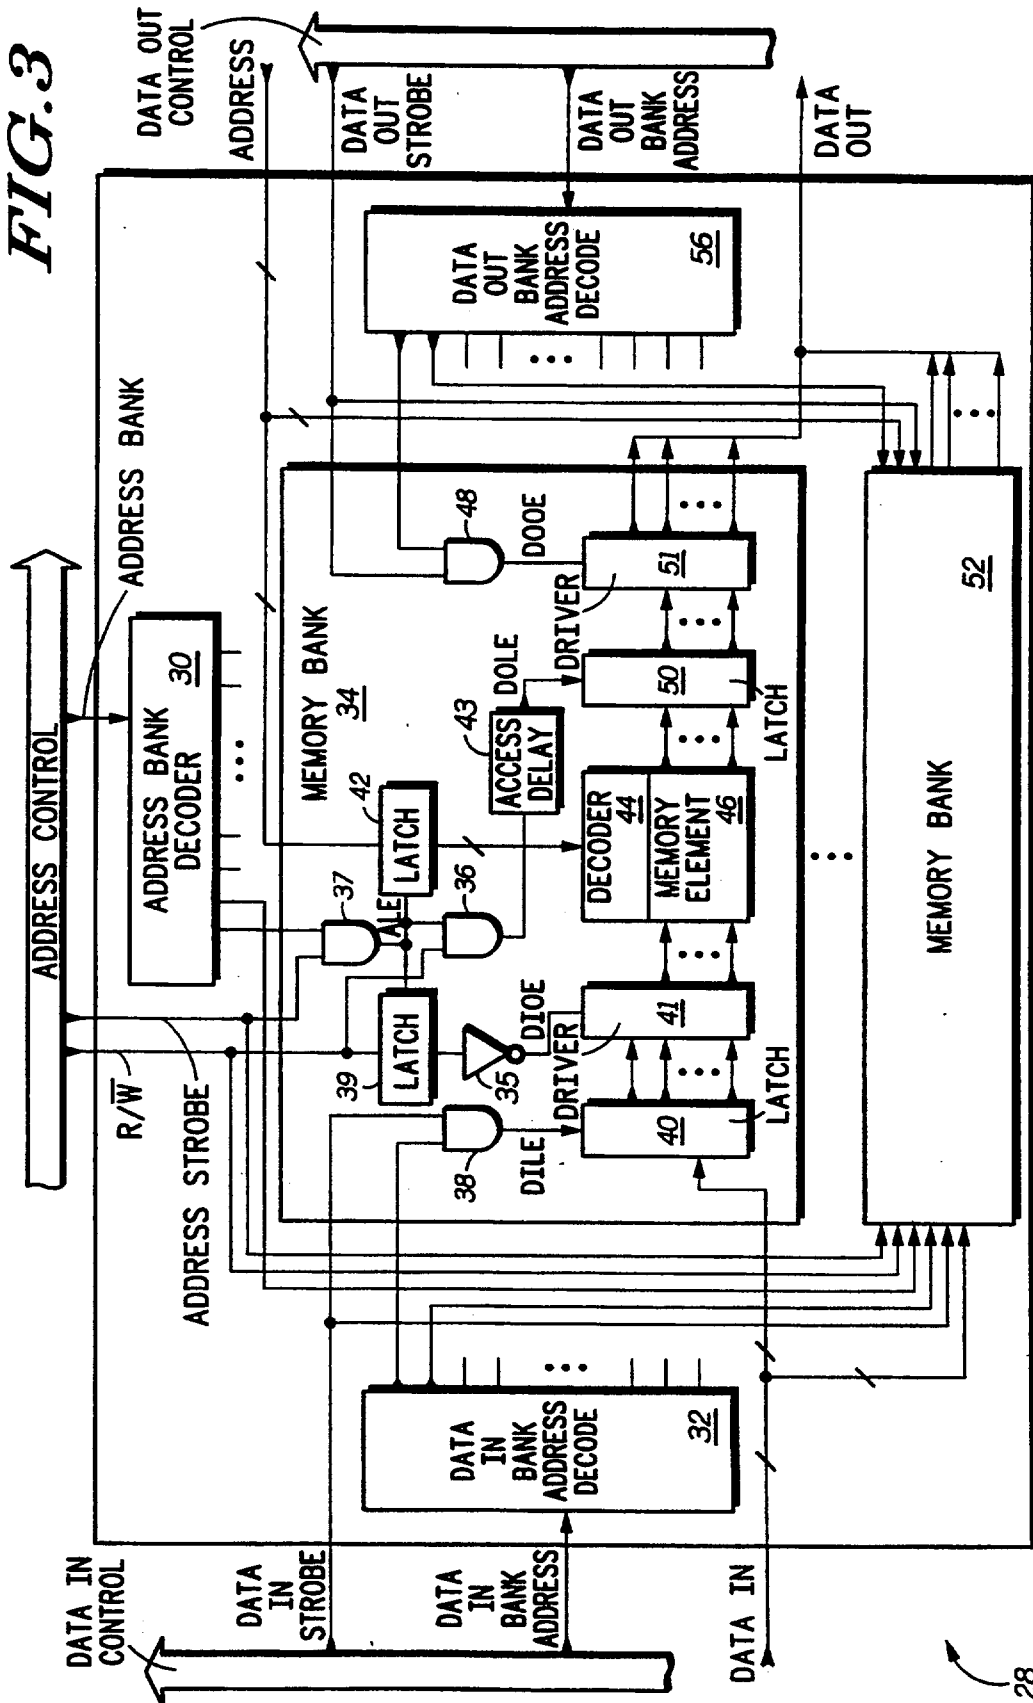 FIG.3
ADDRESS CONTROL
R/W̅
ADDRESS STROBE
ADDRESS BANK
ADDRESS BANK
DECODER
30
DATA OUT
CONTROL
ADDRESS
DATA
OUT
STROBE
DATA
OUT
BANK
ADDRESS
DATA
OUT
DATA
OUT
BANK
ADDRESS
DECODE
56
MEMORY BANK
34
37
ALE
42
LATCH
39
LATCH
36
35
38
43
ACCESS
DELAY
48
DILE
DIOE
DOLE
DOOE
DRIVER
DRIVER
40
41
DECODER
44
MEMORY
ELEMENT
46
50
51
LATCH
LATCH
MEMORY BANK
52
DATA IN
CONTROL
DATA
IN
STROBE
DATA
IN
BANK
ADDRESS
DATA IN
DATA
IN
BANK
ADDRESS
DECODE
32
28